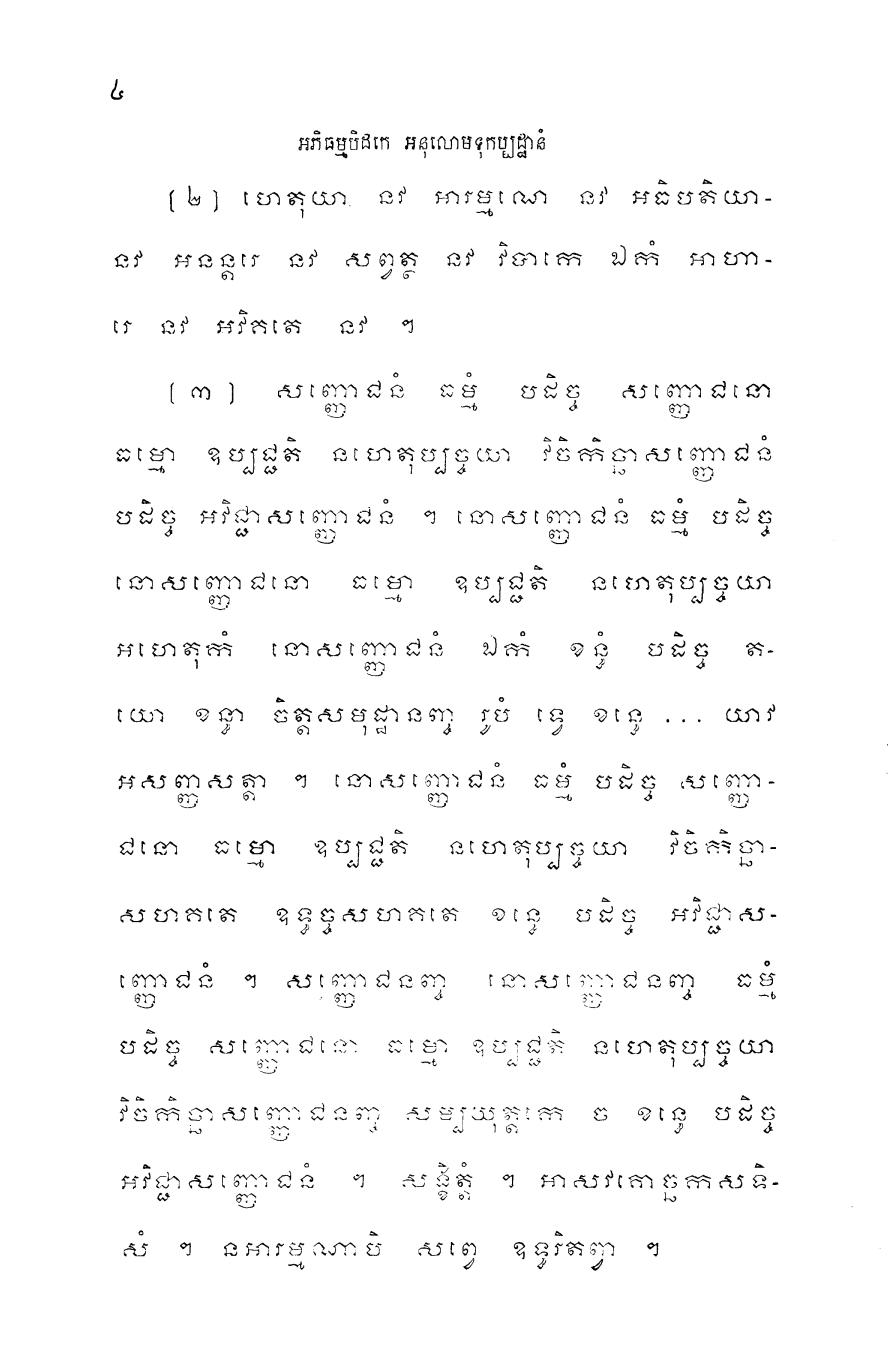 ៤
អភិធម្មបិដកេ អនុលោមទុកប្បដ្ឋានំ
[ ២ ] ហេតុយា នវ អារម្មណេ នវ អធិបតិយា-
នវ អនន្តរេ នវ សព្វត្ថ នវ វិបាកេ ឯកំ អាហា-
រេ នវ អវិគតេ នវ ។
[ ៣ ] សញ្ញោជនំ ធម្មំ បដិច្ច សញ្ញោជនោ
ធម្មោ ឧប្បជ្ជតិ នហេតុប្បច្ចយា វិចិកិច្ឆាសញ្ញោជនំ
បដិច្ច អវិជ្ជាសញ្ញោជនំ ។ នោសញ្ញោជនំ ធម្មំ បដិច្ច
នោសញ្ញោជនោ ធម្មោ ឧប្បជ្ជតិ នហេតុប្បច្ចយា
អហេតុកំ នោសញ្ញោជនំ ឯកំ ខន្ធំ បដិច្ច ត-
យោ ខន្ធា ចិត្តសមុដ្ឋានញ្ច រូបំ ទ្វេ ខន្ធេ ... យាវ
អសញ្ញសត្តា ។ នោសញ្ញោជនំ ធម្មំ បដិច្ច សញ្ញោ-
ជនោ ធម្មោ ឧប្បជ្ជតិ នហេតុប្បច្ចយា វិចិកិច្ឆា-
សហគតេ ឧទ្ធច្ចសហគតេ ខន្ធេ បដិច្ច អវិជ្ជាស-
ញ្ញោជនំ ។ សញ្ញោជនញ្ច នោសញ្ញោជនញ្ច ធម្មំ
បដិច្ច សញ្ញោជនោ ធម្មោ ឧប្បជ្ជតិ នហេតុប្បច្ចយា
វិចិកិច្ឆាសញ្ញោជនញ្ច សម្បយុត្តកេ ច ខន្ធេ បដិច្ច
អវិជ្ជាសញ្ញោជនំ ។ សង្ខិត្តំ ។ អាសវគោច្ឆកសទិ-
សំ ។ នអារម្មណាបិ សព្វេ ឧទ្ធរិតព្វា ។